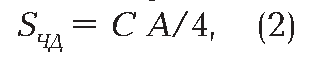 S_ЧД = C A/4, (2)